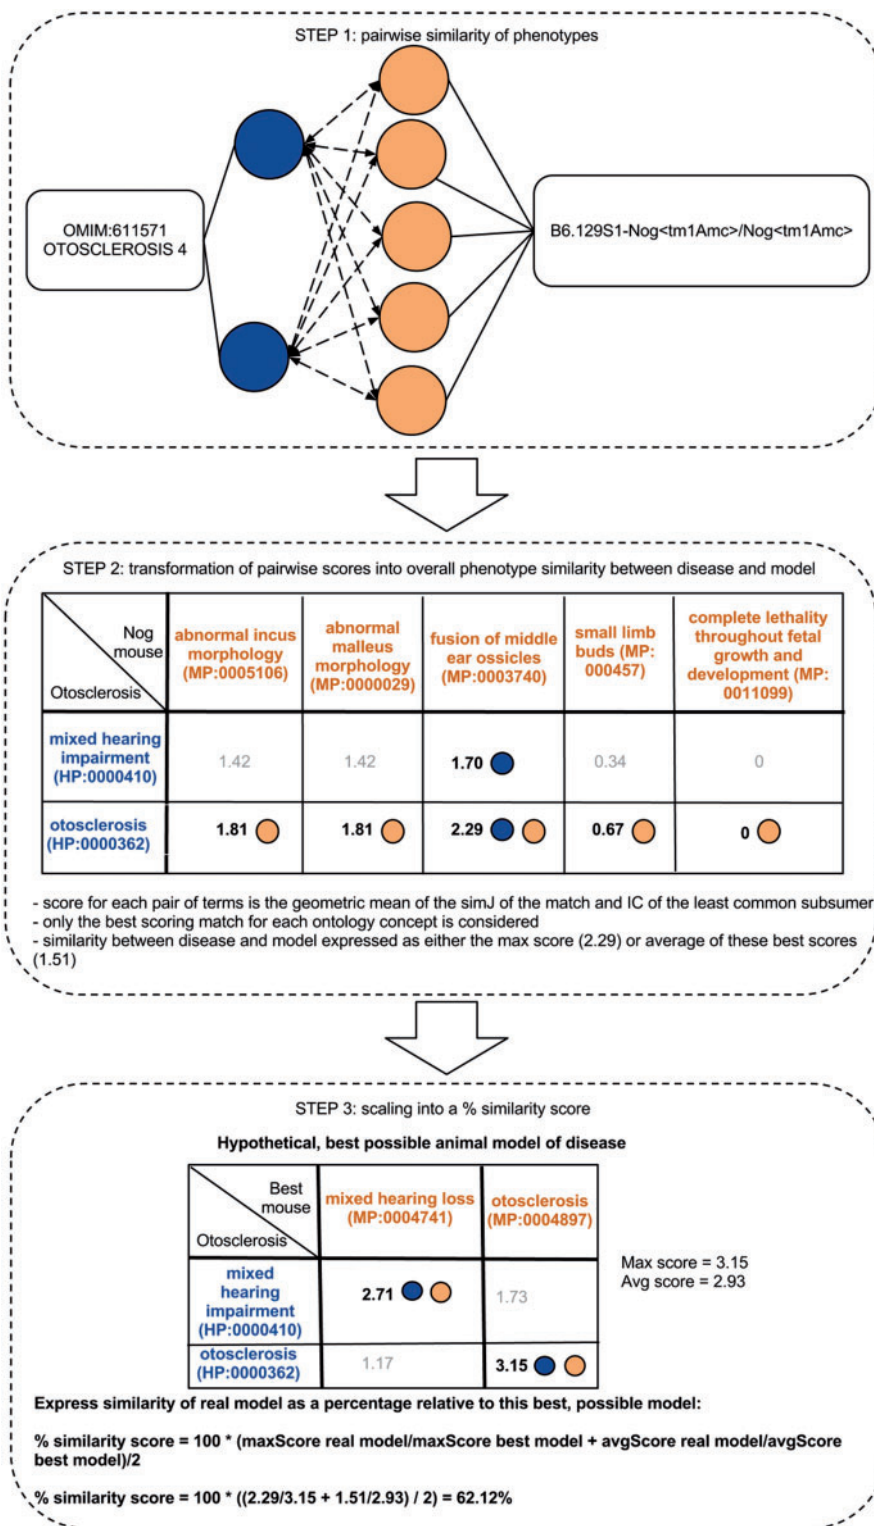 STEP 1: pairwise similarity of phenotypes
OMIM:611571
OTOSCLEROSIS 4
B6.129S1-Nog<tm1Amc>/Nog<tm1Amc>
STEP 2: transformation of pairwise scores into overall phenotype similarity between disease and model
Nog
mouse
Otosclerosis
abnormal incus
morphology
(MP:0005106)
abnormal
malleus
morphology
(MP:0000029)
fusion of middle
ear ossicles
(MP:0003740)
small limb
buds (MP:
000457)
complete lethality
throughout fetal
growth and
development (MP:
0011099)
mixed hearing
impairment
(HP:0000410)
1.42
1.42
1.70
0.34
0
otosclerosis
(HP:0000362)
1.81
1.81
2.29
0.67
0
- score for each pair of terms is the geometric mean of the simJ of the match and IC of the least common subsumer
- only the best scoring match for each ontology concept is considered
- similarity between disease and model expressed as either the max score (2.29) or average of these best scores
(1.51)
STEP 3: scaling into a % similarity score
Hypothetical, best possible animal model of disease
Best
mouse
Otosclerosis
mixed hearing loss
(MP:0004741)
otosclerosis
(MP:0004897)
mixed
hearing
impairment
(HP:0000410)
2.71
1.73
otosclerosis
(HP:0000362)
1.17
3.15
Max score = 3.15
Avg score = 2.93
Express similarity of real model as a percentage relative to this best, possible model:
% similarity score = 100 * (maxScore real model/maxScore best model + avgScore real model/avgScore
best model)/2
% similarity score = 100 * ((2.29/3.15 + 1.51/2.93) / 2) = 62.12%